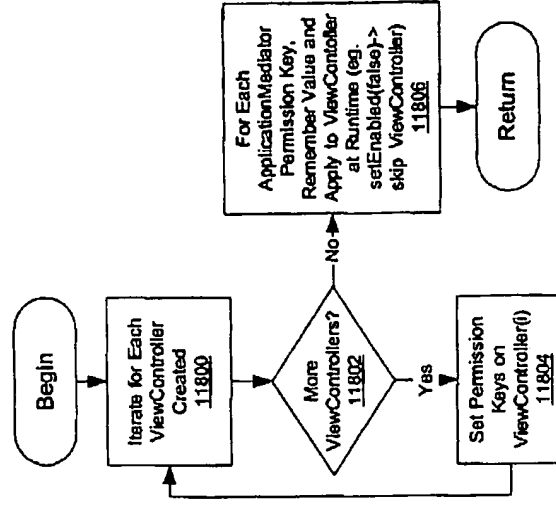 Begin
Iterate for Each
ViewController
Created
11800
More
ViewControllers?
11802
Yes
Set Permission
Keys on
ViewController(i)
11804
No
For Each
ApplicationMediator
Permission Key,
Remember Value and
Apply to ViewContoller
at Runtime (eg.
setEnabled(false)->
skip ViewController)
11806
Return